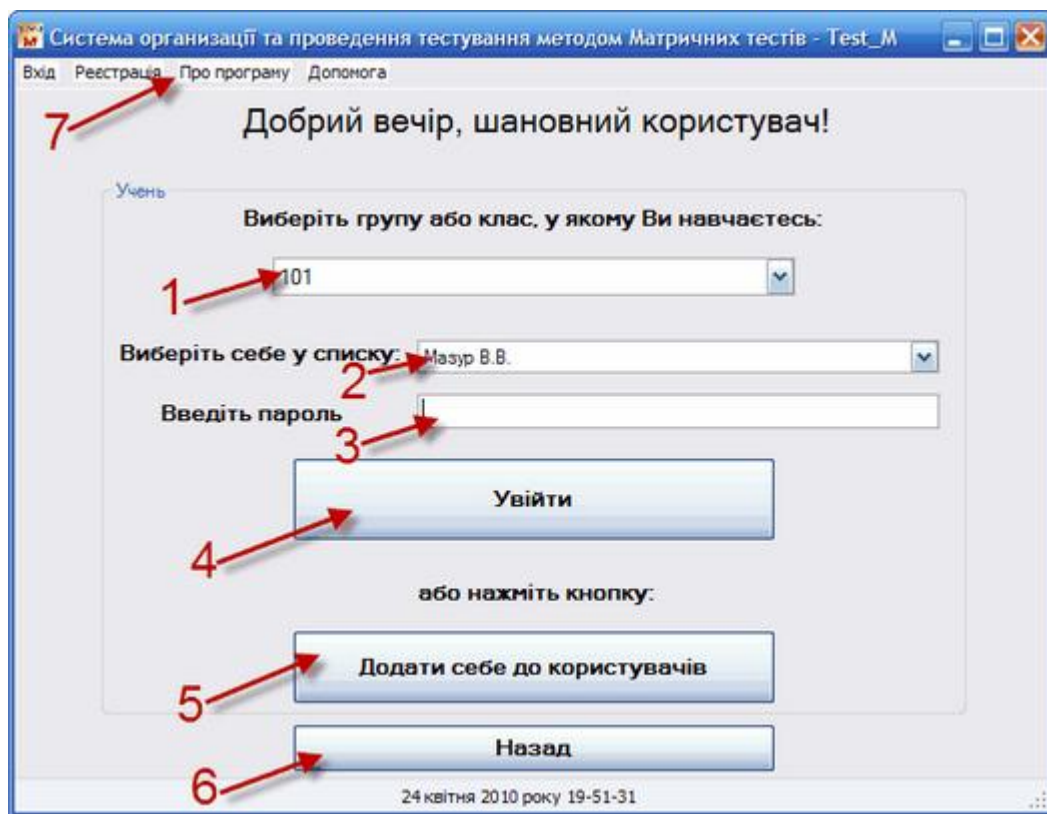 Система организації та проведення тестування методом Матричних тестів - Test_M
Вхід Реєстрація Про програму Допомога
7
Добрий вечір, шановний користувач!
Учень
Виберіть групу або клас, у якому Ви навчаєтесь:
1 101
Виберіть себе у списку: Мазур В.В.
2
Введіть пароль
3
Увійти
4
або нажміть кнопку:
Додати себе до користувачів
5
Назад
6
24 квітня 2010 року 19-51-31